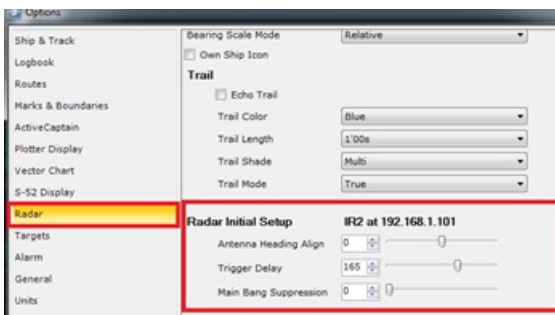 Options
Ship & Track
Logbook
Routes
Marks & Boundaries
ActiveCaptain
Plotter Display
Vector Chart
S-52 Display
Radar
Targets
Alarm
General
Units
Bearing Scale Mode Relative
Own Ship Icon
Trail
Echo Trail
Trail Color Blue
Trail Length 1'00s
Trail Shade Multi
Trail Mode True
Radar Initial Setup IR2 at 192.168.1.101
Antenna Heading Align 0
Trigger Delay 165
Main Bang Suppression 0